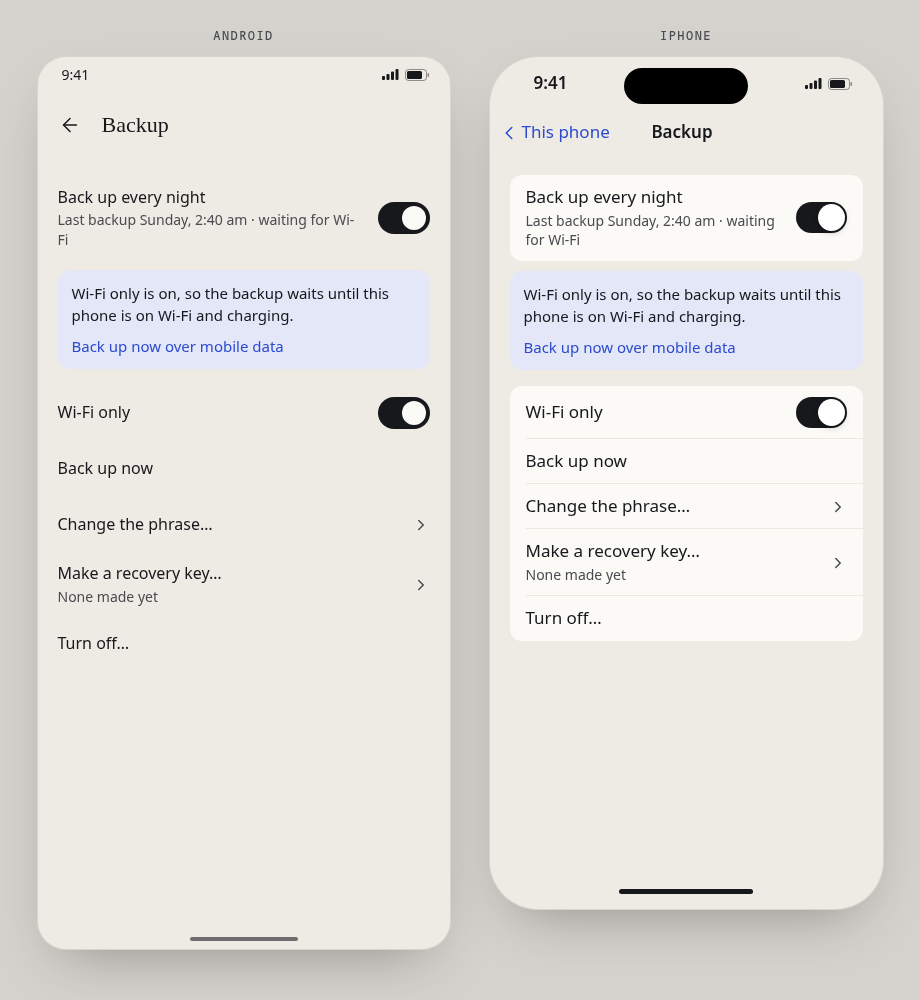 ANDROID
9:41
Backup
Back up every night
Last backup Sunday, 2:40 am · waiting for Wi-
Fi
Wi-Fi only is on, so the backup waits until this
phone is on Wi-Fi and charging.
Back up now over mobile data
Wi-Fi only
Back up now
Change the phrase…
Make a recovery key…
None made yet
Turn off…
IPHONE
9:41
This phone
Backup
Back up every night
Last backup Sunday, 2:40 am · waiting
for Wi-Fi
Wi-Fi only is on, so the backup waits until this
phone is on Wi-Fi and charging.
Back up now over mobile data
Wi-Fi only
Back up now
Change the phrase…
Make a recovery key…
None made yet
Turn off…